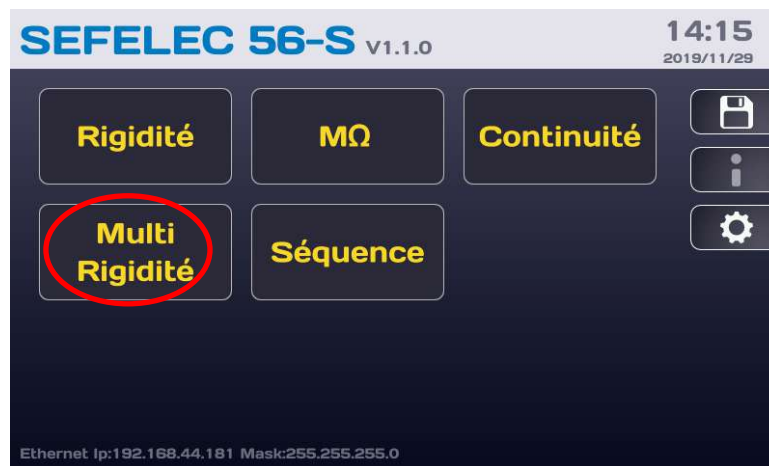 SEFELEC 56-S V1.1.0
14:15
2019/11/29
Rigidité
MΩ
Continuité
Multi
Rigidité
Séquence
Ethernet Ip:192.168.44.181 Mask:255.255.255.0